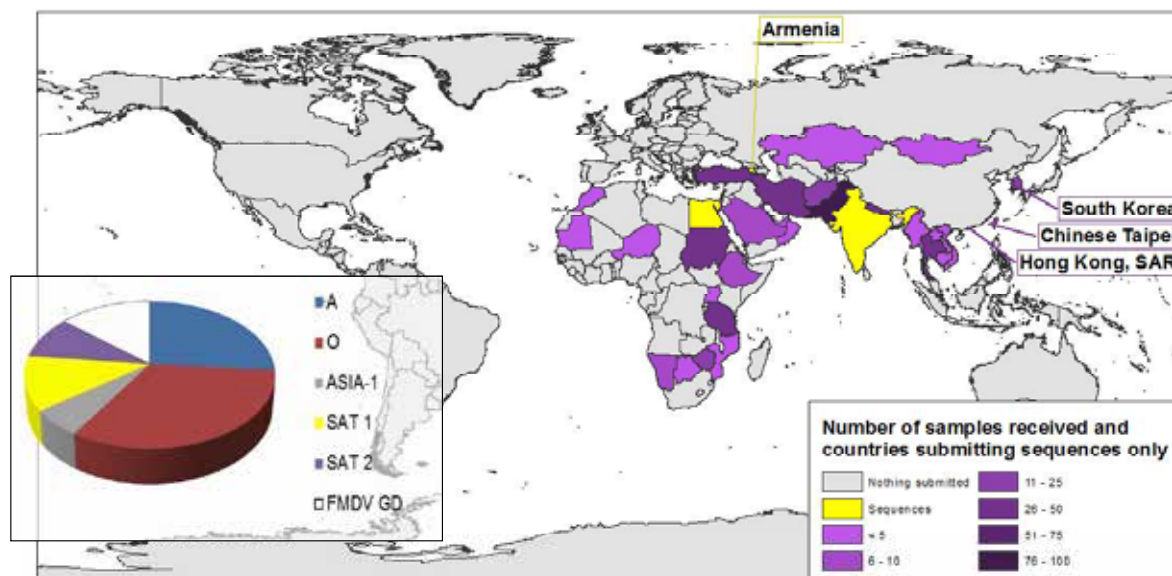 Armenia
South Korea
Chinese Taipe
Hong Kong, SAR
A
O
ASIA-1
SAT 1
SAT 2
FMDV GD
Number of samples received and
countries submitting sequences only
Nothing submitted
Sequences
< 5
6 - 10
11 - 25
26 - 50
51 - 75
76 - 100